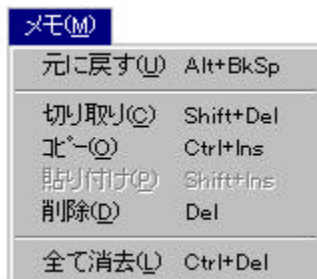 メモ(M)
元に戻す(U) Alt+BkSp
切り取り(C) Shift+Del
ｺﾋﾟｰ(O) Ctrl+Ins
貼り付け(P) Shift+Ins
削除(D) Del
全て消去(L) Ctrl+Del